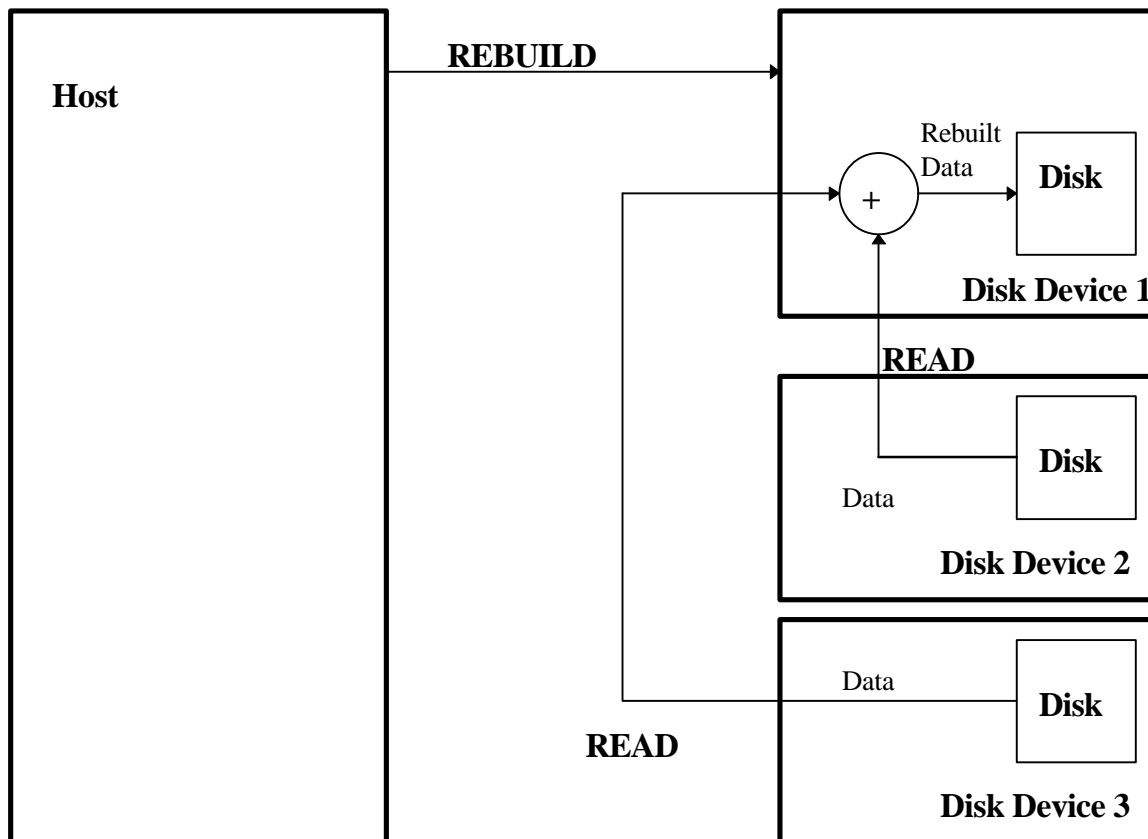 REBUILD
Host
Rebuilt
Data
Disk
+
Disk Device 1
READ
Disk
Data
Disk Device 2
Data
Disk
READ
Disk Device 3